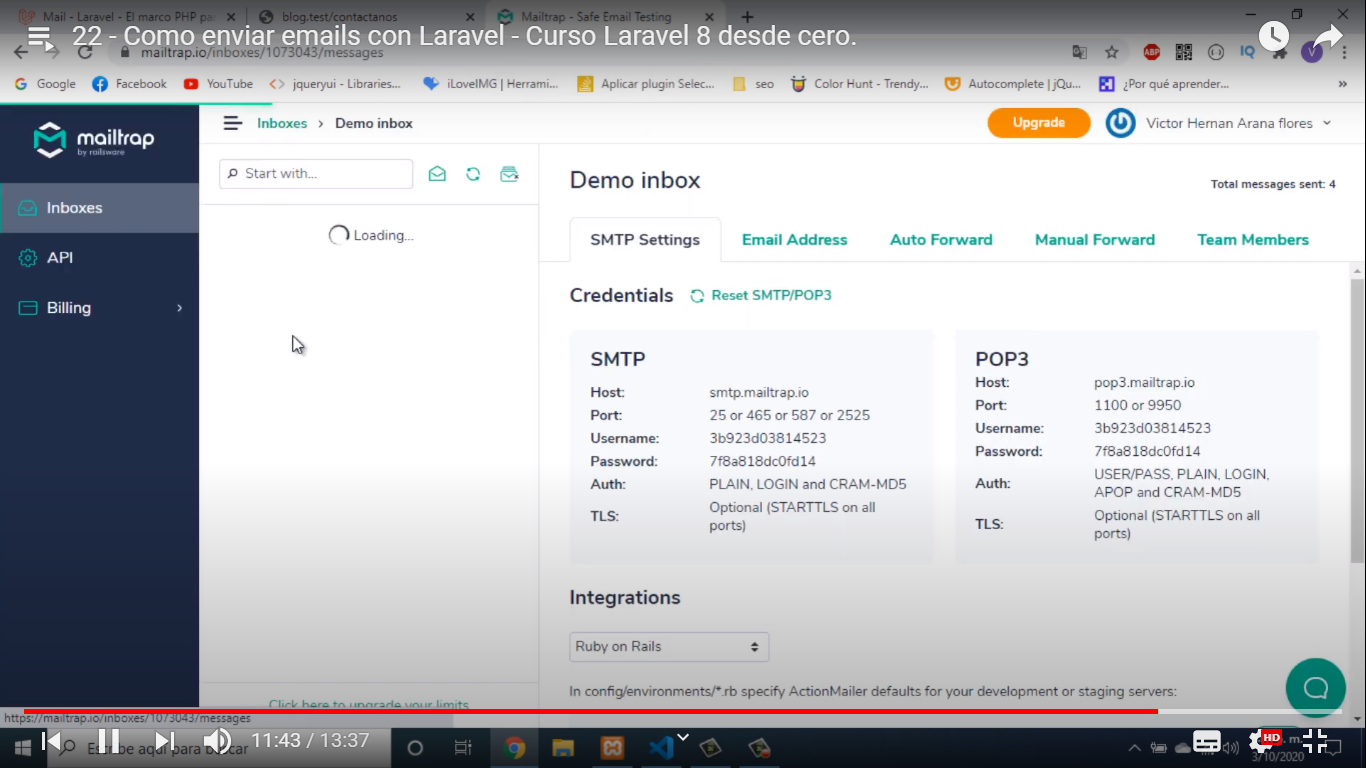 Mail - Laravel - El marco PHP pa
blog.test/contactanos
Mailtrap - Safe Email Testing
22 - Como enviar emails con Laravel - Curso Laravel 8 desde cero.
mailtrap.io/inboxes/1073043/messages
ABP
IQ
V
Google
Facebook
YouTube
jqueryui - Libraries...
iLoveIMG | Herrami...
Aplicar plugin Selec...
seo
Color Hunt - Trendy...
Autocomplete | jQu...
¿Por qué aprender...
mailtrap
by railsware
Inboxes
API
Billing
Inboxes > Demo inbox
Upgrade
Victor Hernan Arana flores
Start with...
Loading...
Click here to upgrade your limits
Demo inbox
Total messages sent: 4
SMTP Settings
Email Address
Auto Forward
Manual Forward
Team Members
Credentials
Reset SMTP/POP3
SMTP
Host: smtp.mailtrap.io
Port: 25 or 465 or 587 or 2525
Username: 3b923d03814523
Password: 7f8a818dc0fd14
Auth: PLAIN, LOGIN and CRAM-MD5
TLS: Optional (STARTTLS on all
ports)
POP3
Host: pop3.mailtrap.io
Port: 1100 or 9950
Username: 3b923d03814523
Password: 7f8a818dc0fd14
Auth: USER/PASS, PLAIN, LOGIN,
APOP and CRAM-MD5
TLS: Optional (STARTTLS on all
ports)
Integrations
Ruby on Rails
In config/environments/*.rb specify ActionMailer defaults for your development or staging servers:
https://mailtrap.io/inboxes/1073043/messages
Escribe aquí para buscar
11:43 / 13:37
HD
3/10/2020